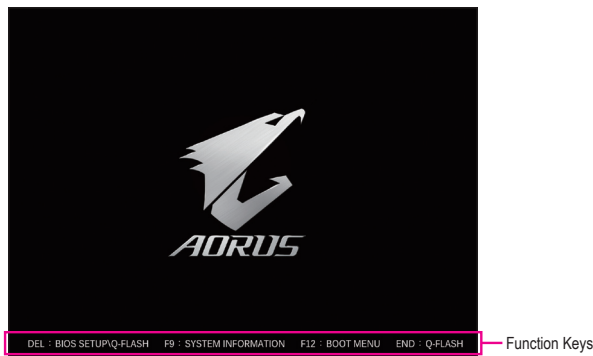 AORUS
DEL : BIOS SETUP\Q-FLASH F9 : SYSTEM INFORMATION F12 : BOOT MENU END : Q-FLASH
Function Keys